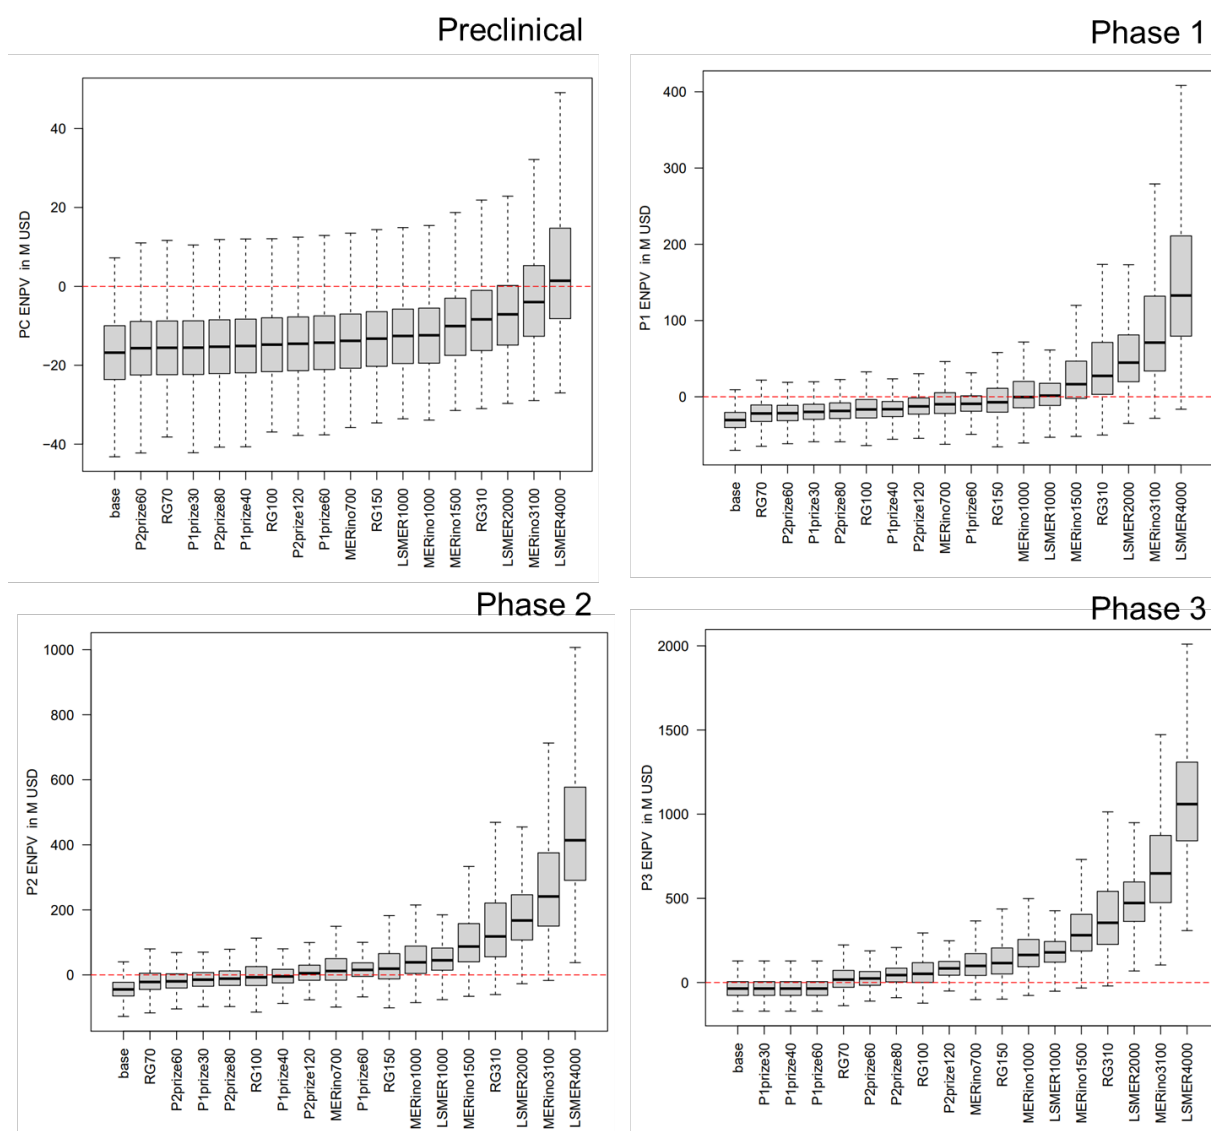 Preclinical
PC ENPV in M USD
40
20
0
−20
−40
base
P2prize60
RG70
P1prize30
P2prize80
P1prize40
RG100
P2prize120
P1prize60
MERino700
RG150
LSMER1000
MERino1000
MERino1500
RG310
LSMER2000
MERino3100
LSMER4000
Phase 1
P1 ENPV in M USD
400
300
200
100
0
base
RG70
P2prize60
P1prize30
P2prize80
RG100
P1prize40
P2prize120
MERino700
P1prize60
RG150
MERino1000
LSMER1000
MERino1500
RG310
LSMER2000
MERino3100
LSMER4000
Phase 2
P2 ENPV in M USD
1000
800
600
400
200
0
base
RG70
P2prize60
P1prize30
P2prize80
RG100
P1prize40
P2prize120
MERino700
P1prize60
RG150
MERino1000
LSMER1000
MERino1500
RG310
LSMER2000
MERino3100
LSMER4000
Phase 3
P3 ENPV in M USD
2000
1500
1000
500
0
base
P1prize30
P1prize40
P1prize60
RG70
P2prize60
P2prize80
RG100
P2prize120
MERino700
RG150
MERino1000
LSMER1000
MERino1500
RG310
LSMER2000
MERino3100
LSMER4000